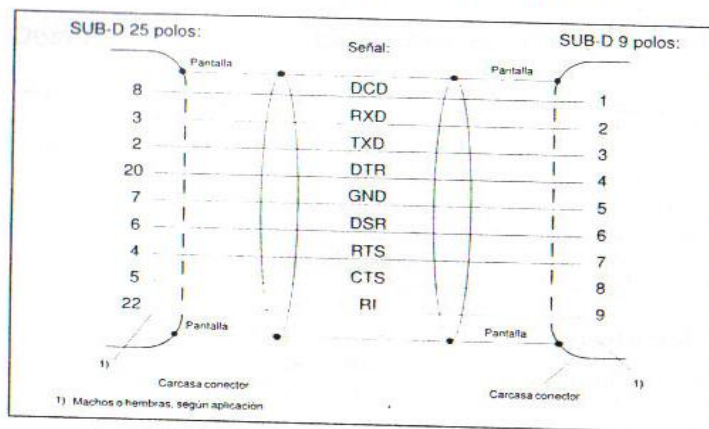 SUB-D 25 polos:
Señal:
SUB-D 9 polos:
Pantalla
Pantalla
8 DCD 1
3 RXD 2
2 TXD 3
20 DTR 4
7 GND 5
6 DSR 6
4 RTS 7
5 CTS 8
22 RI 9
Pantalla
Pantalla
1)
1)
Carcasa conector
Carcasa conector
1) Machos o hembras, según aplicación